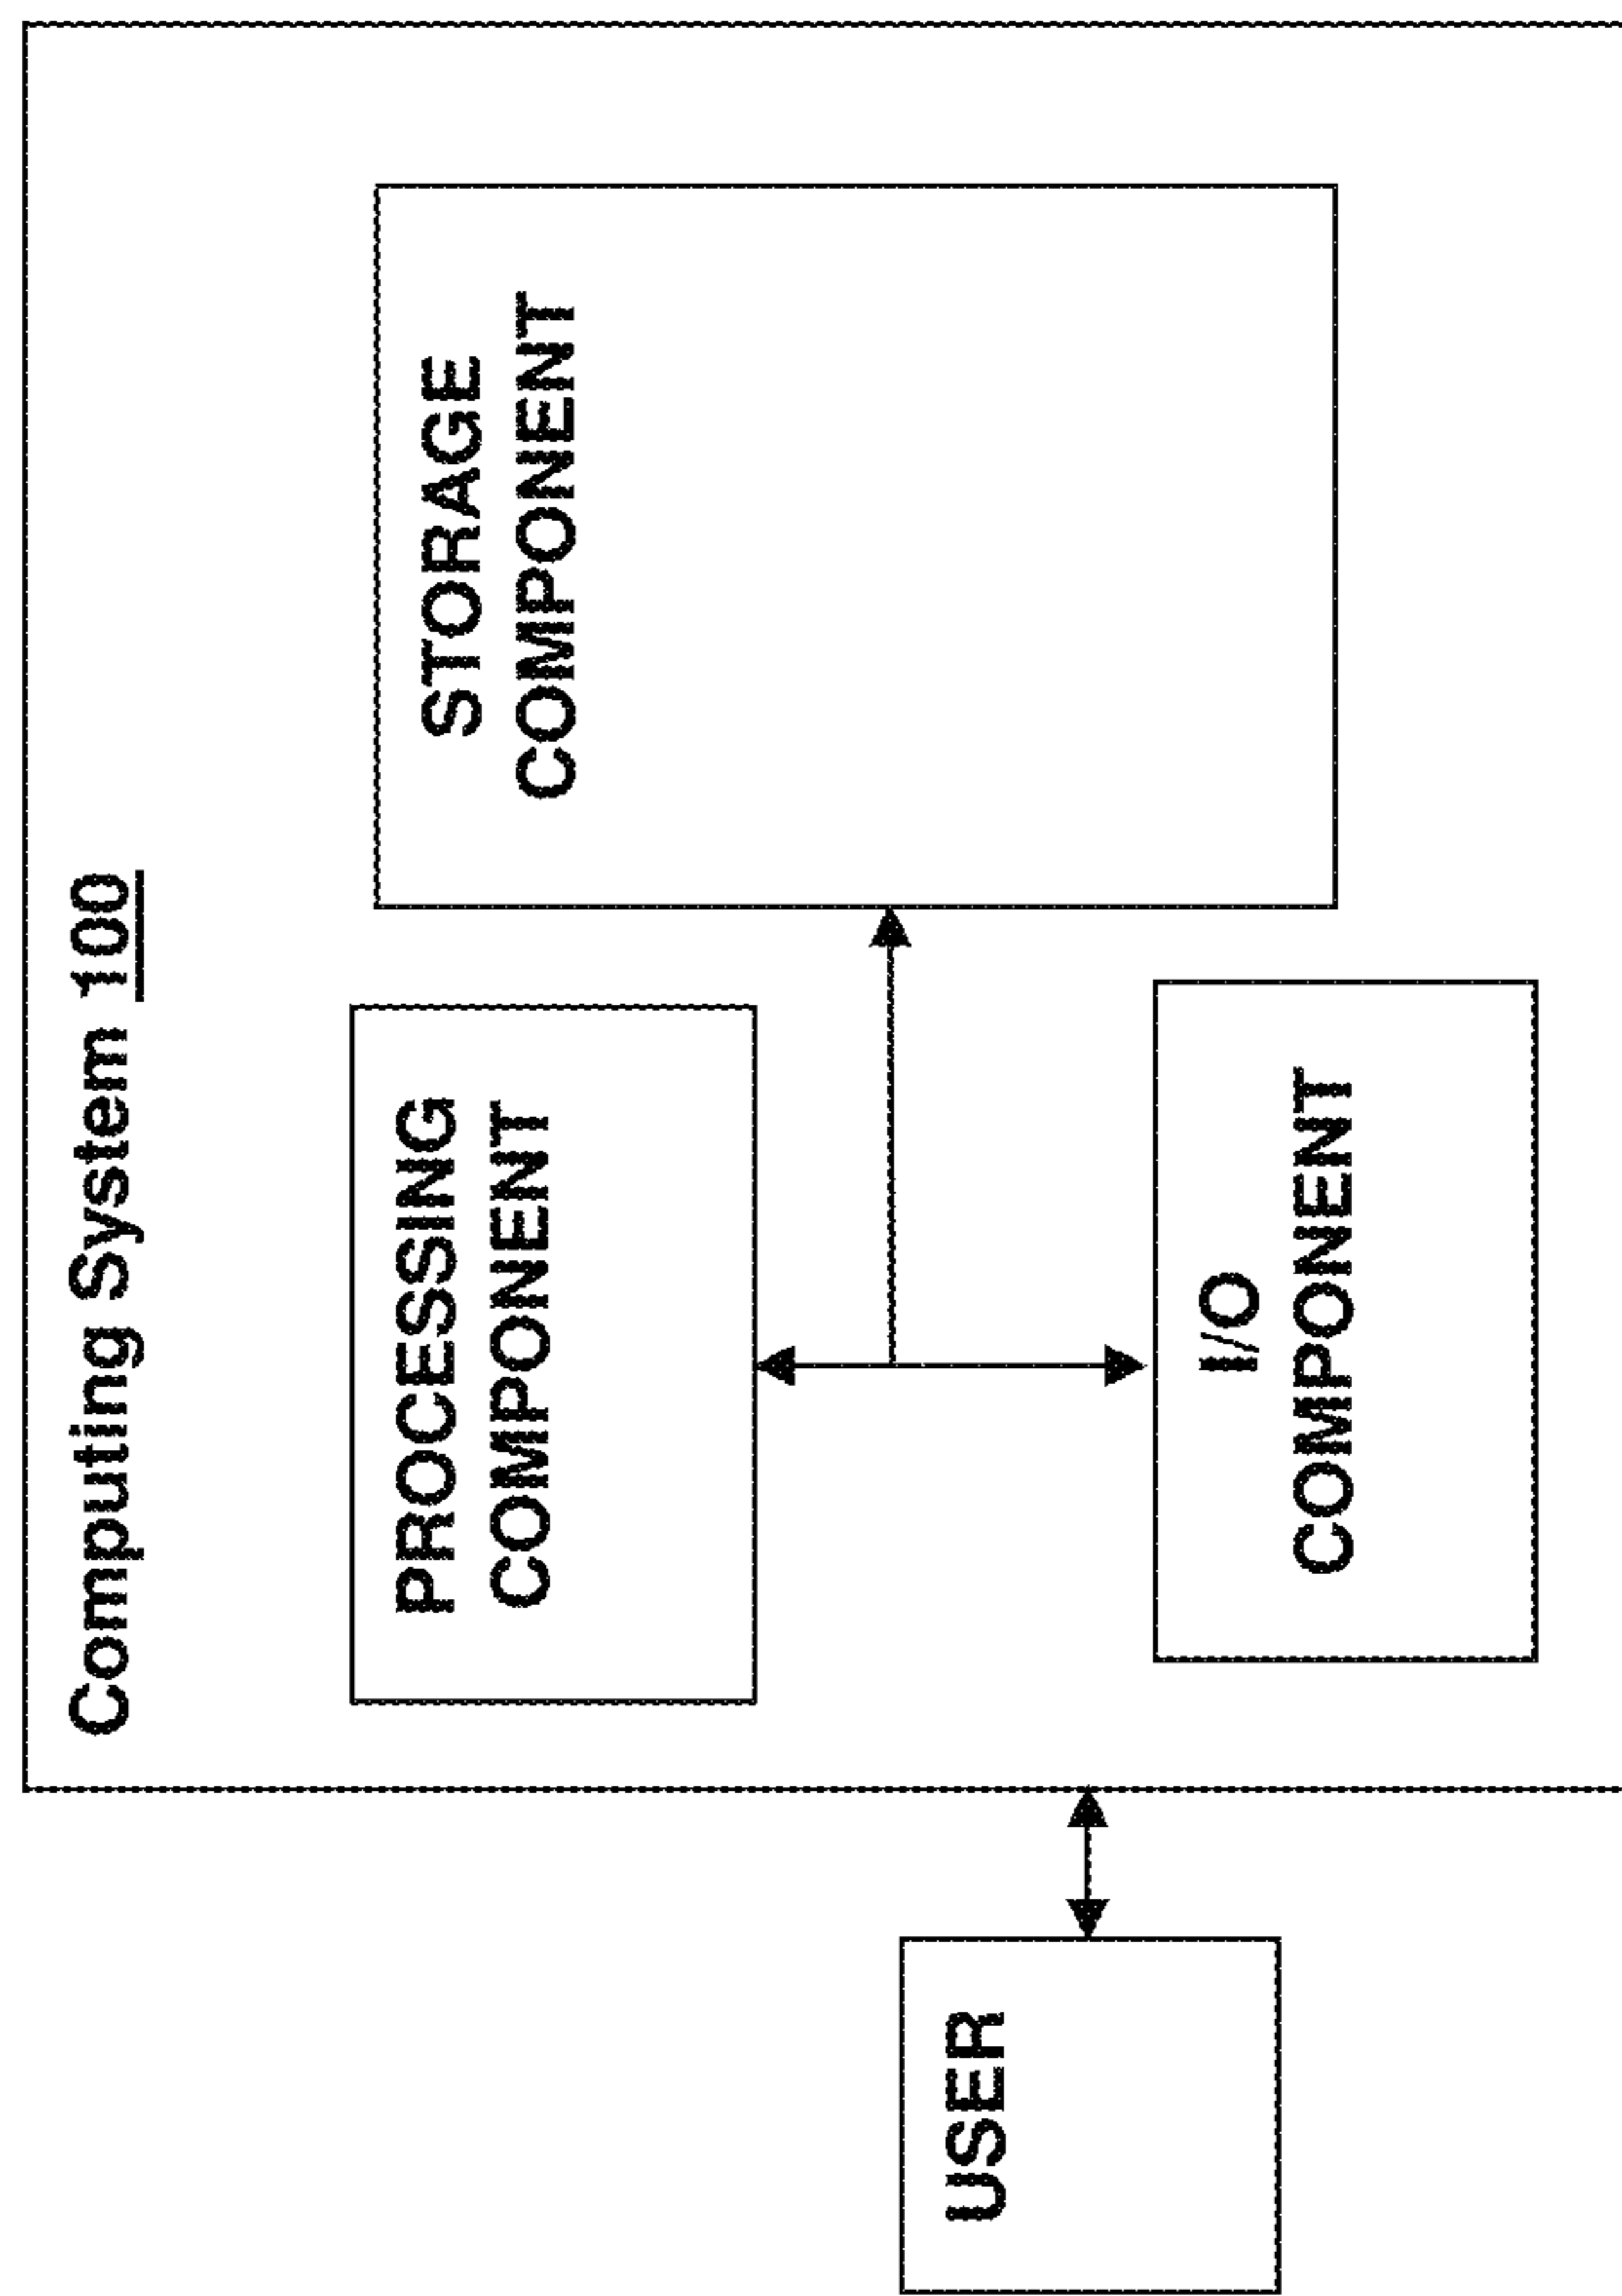 Computing System 100
PROCESSING
COMPONENT
STORAGE
COMPONENT
USER
I/O
COMPONENT